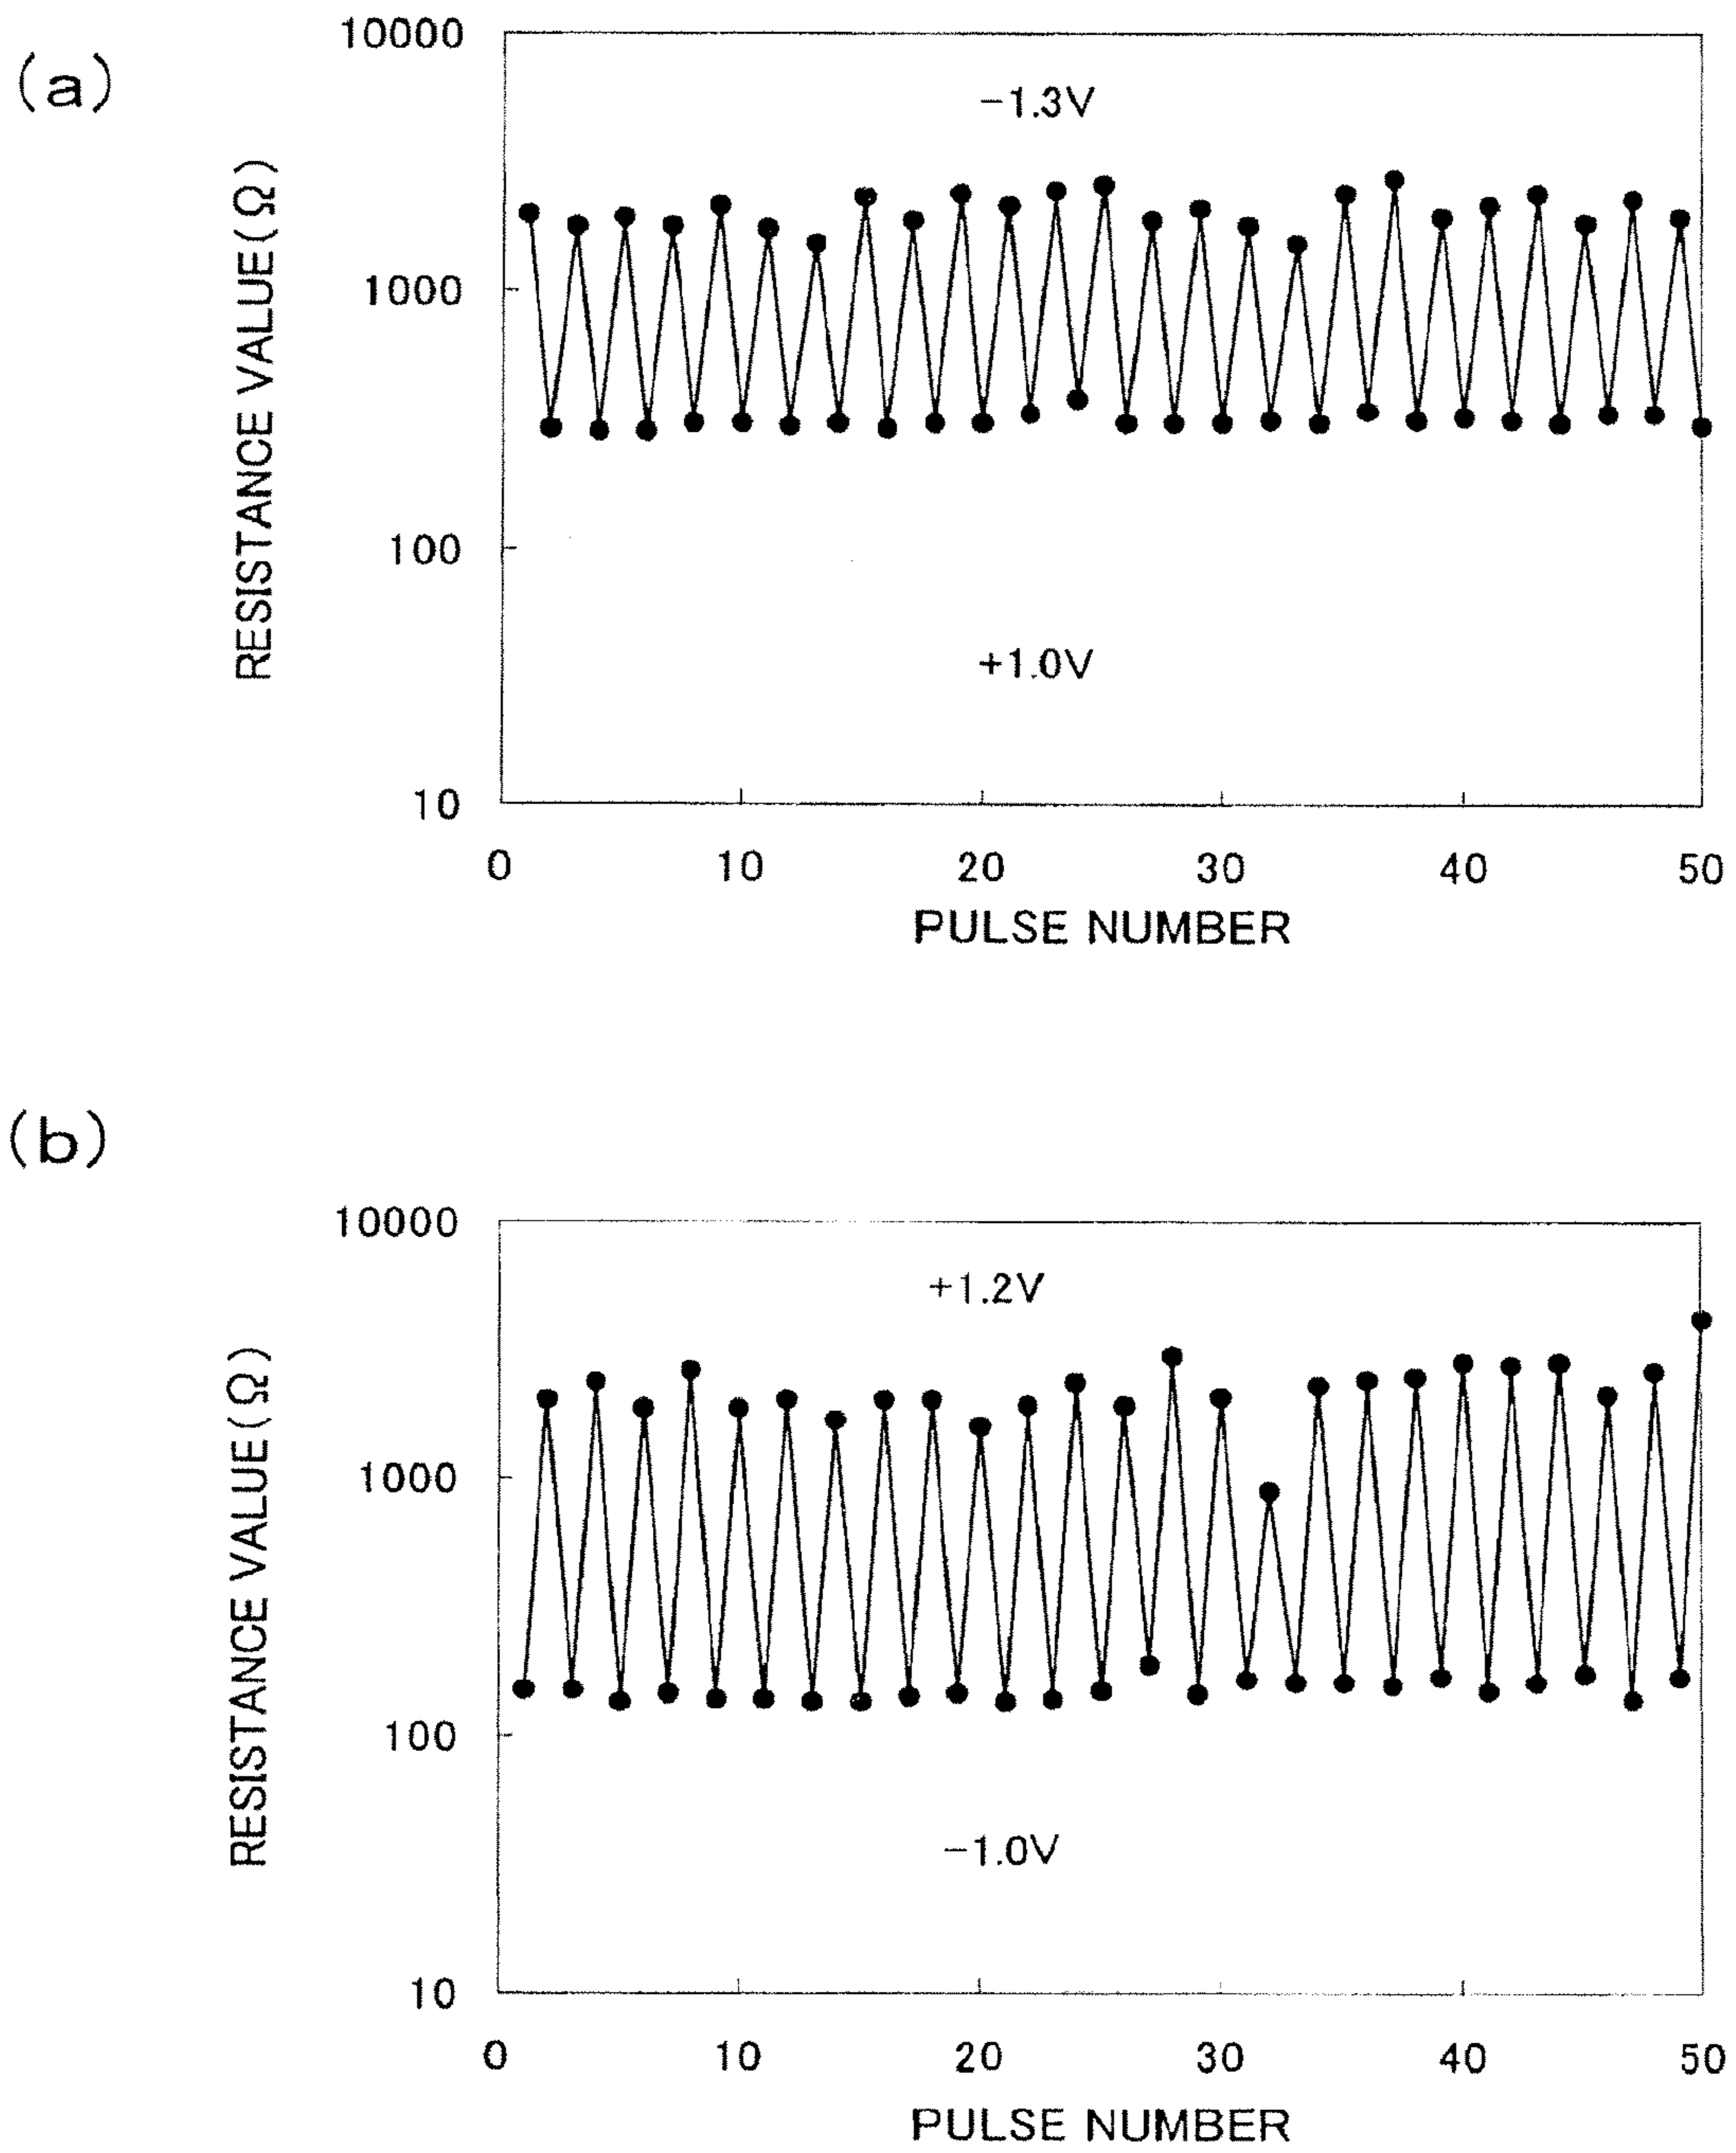 (a)
10000
1000
100
10
RESISTANCE VALUE(Ω)
−1.3V
+1.0V
0 10 20 30 40 50
PULSE NUMBER
(b)
10000
1000
100
10
RESISTANCE VALUE(Ω)
+1.2V
−1.0V
0 10 20 30 40 50
PULSE NUMBER